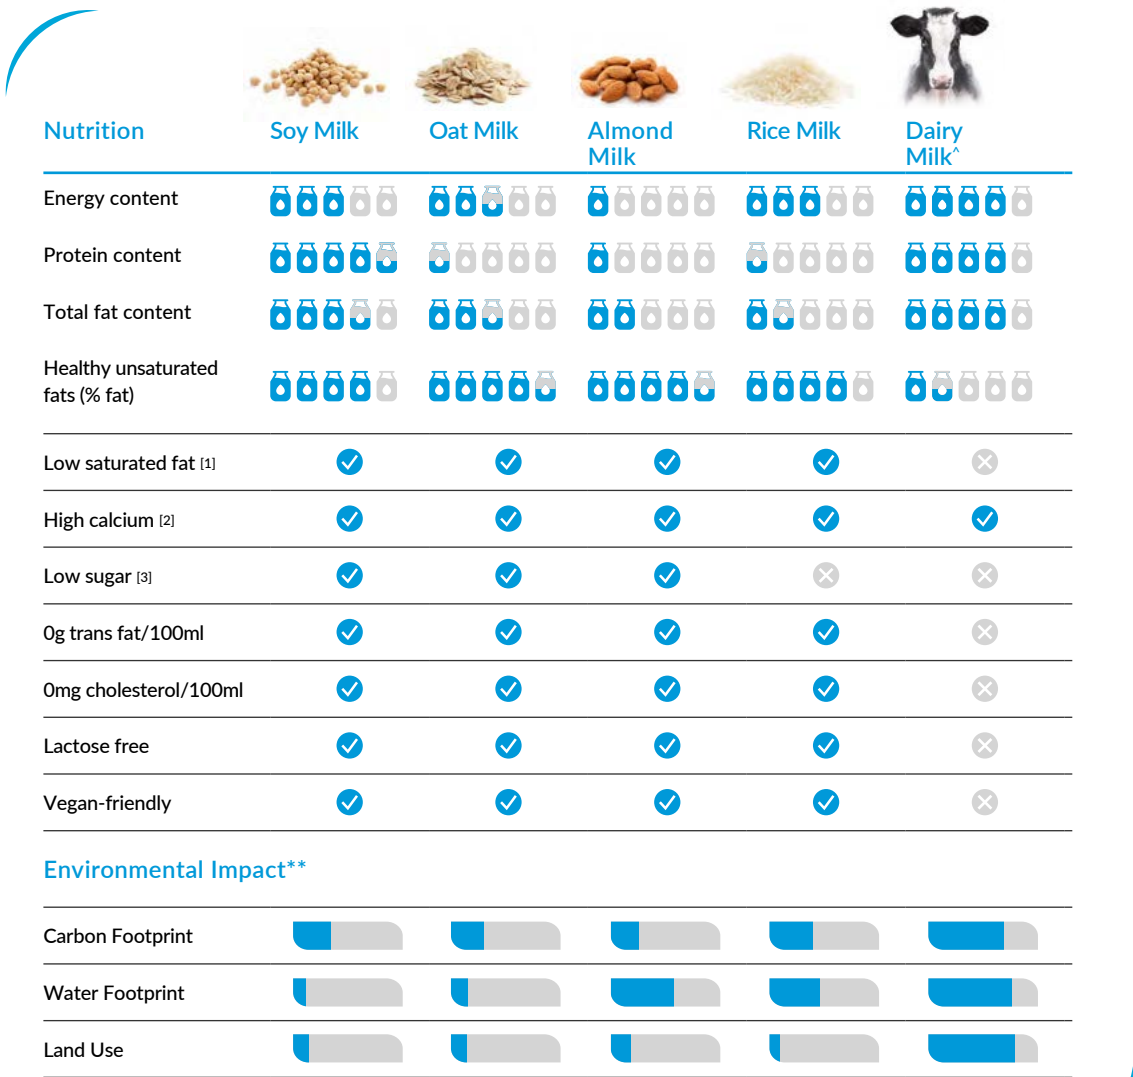 Nutrition
Soy Milk
Oat Milk
Almond
Milk
Rice Milk
Dairy
Milk^
Energy content
Protein content
Total fat content
Healthy unsaturated
fats (% fat)
Low saturated fat [1]
High calcium [2]
Low sugar [3]
0g trans fat/100ml
0mg cholesterol/100ml
Lactose free
Vegan-friendly
Environmental Impact**
Carbon Footprint
Water Footprint
Land Use